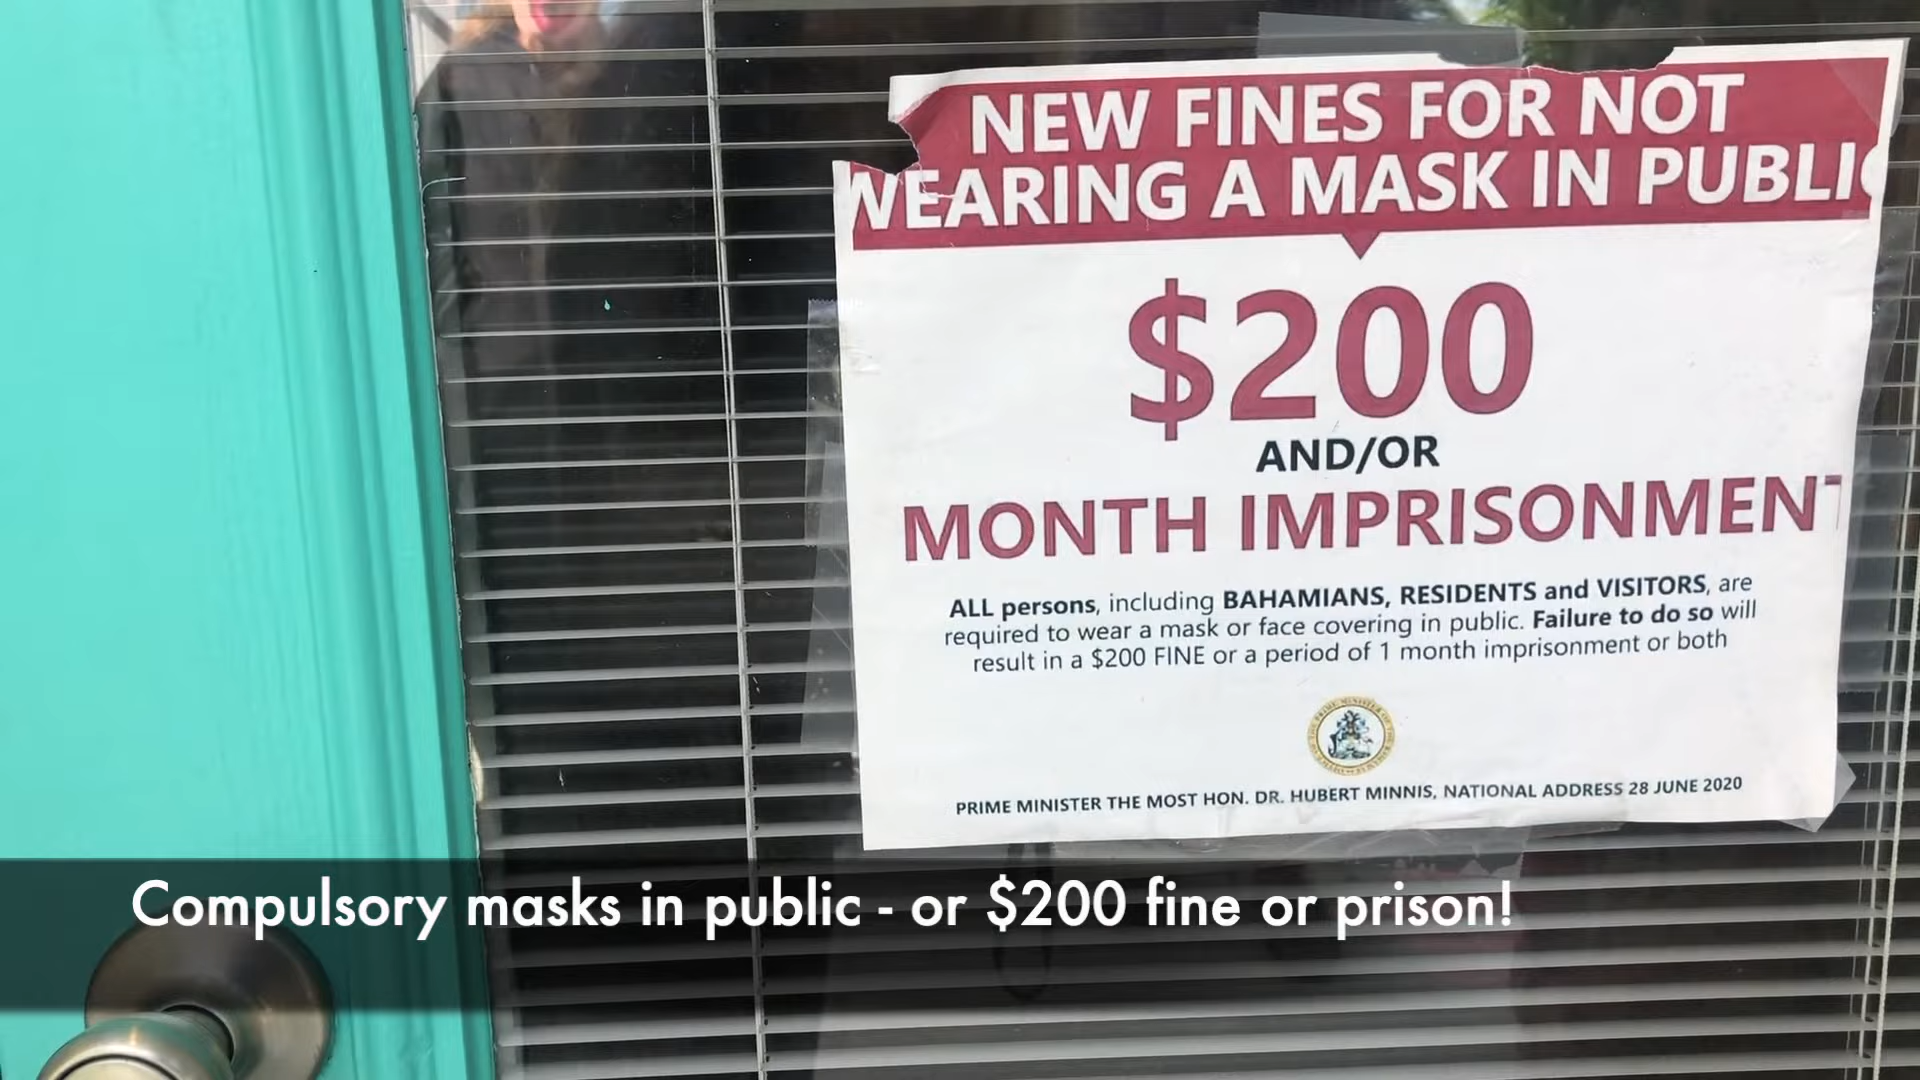 NEW FINES FOR NOT
WEARING A MASK IN PUBLIC
$200
AND/OR
MONTH IMPRISONMENT
ALL persons, including BAHAMIANS, RESIDENTS and VISITORS, are
required to wear a mask or face covering in public. Failure to do so will
result in a $200 FINE or a period of 1 month imprisonment or both
PRIME MINISTER THE MOST HON. DR. HUBERT MINNIS, NATIONAL ADDRESS 28 JUNE 2020
Compulsory masks in public - or $200 fine or prison!